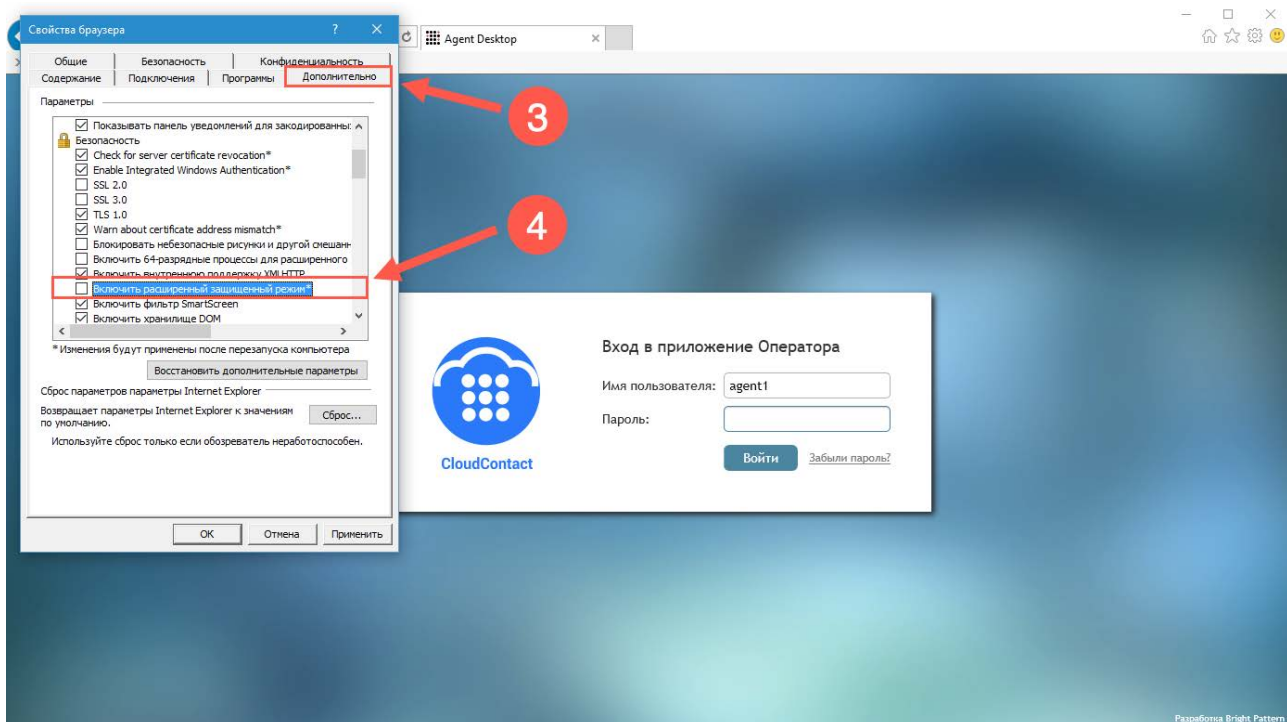 Свойства браузера
Agent Desktop
Общие Безопасность Конфиденциальность
Содержание Подключения Программы Дополнительно
3
Параметры
Показывать панель уведомлений для закодированны
Безопасность
Check for server certificate revocation*
Enable Integrated Windows Authentication*
SSL 2.0
SSL 3.0
TLS 1.0
Warn about certificate address mismatch*
4
Блокировать небезопасные рисунки и другой смешанн
Включить 64-разрядные процессы для расширенного
Включить внутреннюю поддержку XMLHTTP
Включить расширенный защищенный режим*
Включить фильтр SmartScreen
Включить хранилище DOM
*Изменения будут применены после перезапуска компьютера
Восстановить дополнительные параметры
Сброс параметров параметры Internet Explorer
Возвращает параметры Internet Explorer к значениям
по умолчанию.
Сброс...
Используйте сброс только если обозреватель неработоспособен.
OK Отмена Применить
CloudContact
Вход в приложение Оператора
Имя пользователя: agent1
Пароль:
Войти Забыли пароль?
Разработка Bright Pattern